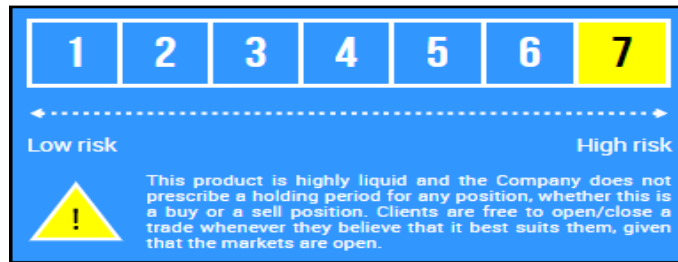 1 2 3 4 5 6 7
Low risk High risk
This product is highly liquid and the Company does not
prescribe a holding period for any position, whether this is
! a buy or a sell position. Clients are free to open/close a
trade whenever they believe that it best suits them, given
that the markets are open.